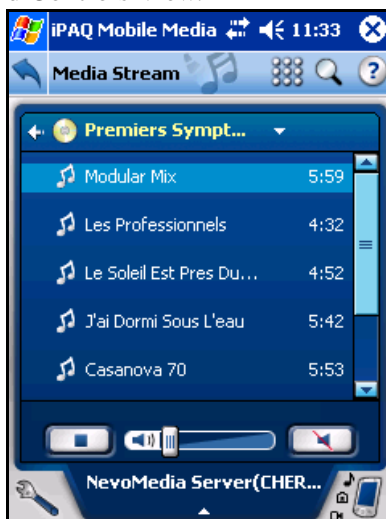 iPAQ Mobile Media 11:33
Media Stream ?
Premiers Sympt...
Modular Mix 5:59
Les Professionnels 4:32
Le Soleil Est Pres Du... 4:52
J'ai Dormi Sous L'eau 5:42
Casanova 70 5:53
NevoMedia Server(CHER...